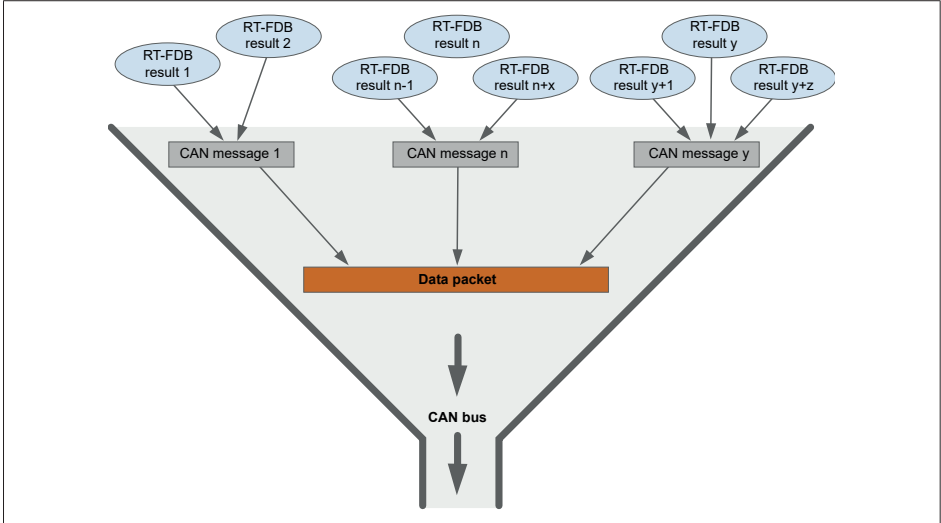 RT-FDB
result 1
RT-FDB
result 2
RT-FDB
result n
RT-FDB
result n-1
RT-FDB
result n+x
RT-FDB
result y
RT-FDB
result y+1
RT-FDB
result y+z
CAN message 1
CAN message n
CAN message y
Data packet
CAN bus